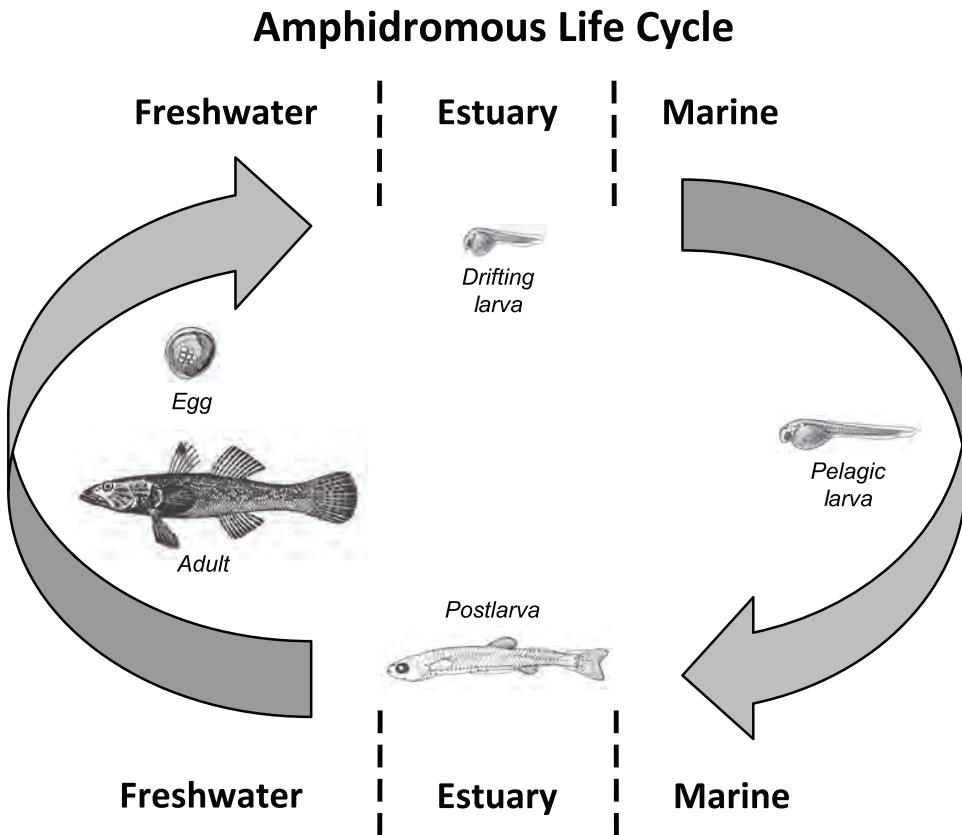 Amphidromous Life Cycle
Freshwater
Estuary
Marine
Drifting
larva
Egg
Pelagic
larva
Adult
Postlarva
Freshwater
Estuary
Marine